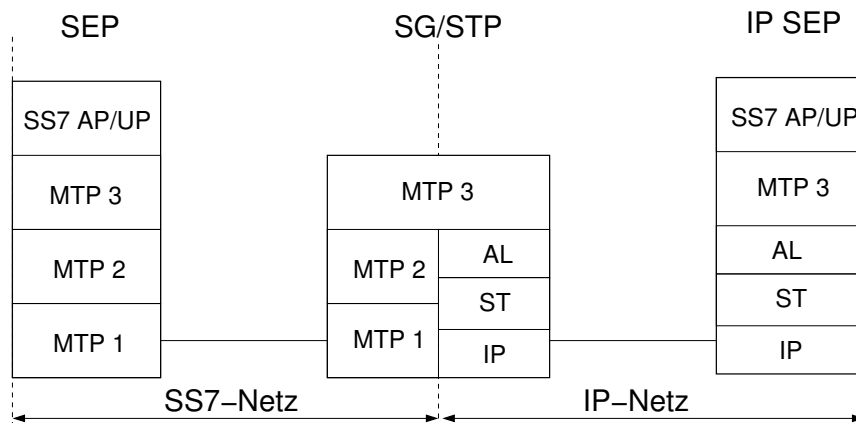 SEP
SG/STP
IP SEP
SS7 AP/UP
MTP 3
MTP 2
MTP 1
MTP 3
MTP 2
MTP 1
AL
ST
IP
SS7 AP/UP
MTP 3
AL
ST
IP
SS7–Netz
IP–Netz